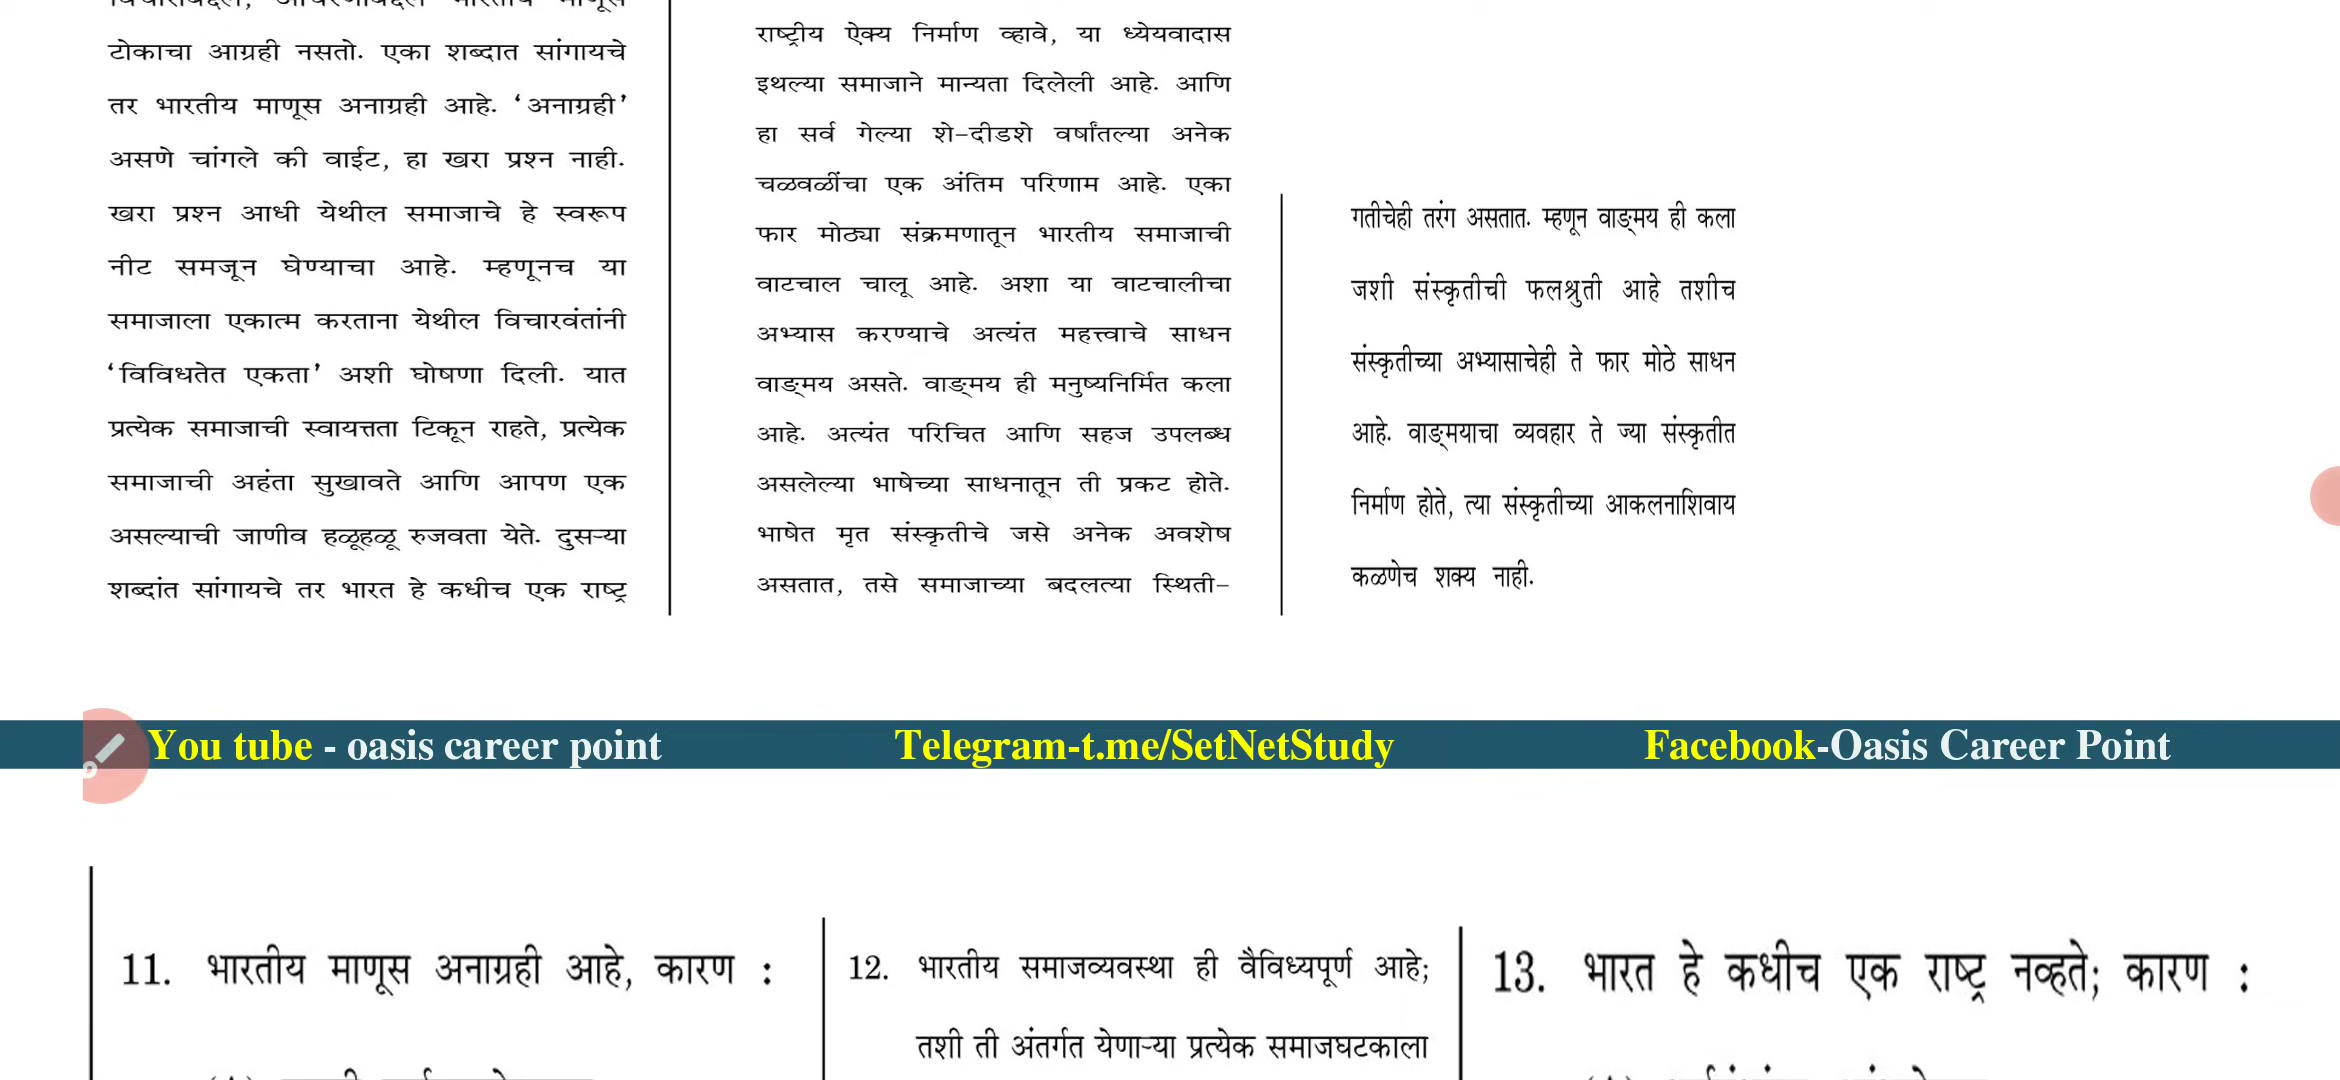 टोकाचा आग्रही नसतो. एका शब्दात सांगायचे
तर भारतीय माणूस अनाग्रही आहे. ‘अनाग्रही’
असणे चांगले की वाईट, हा खरा प्रश्न नाही.
खरा प्रश्न आधी येथील समाजाचे हे स्वरूप
नीट समजून घेण्याचा आहे. म्हणूनच या
समाजाला एकात्म करताना येथील विचारवंतांनी
‘विविधतेत एकता’ अशी घोषणा दिली. यात
प्रत्येक समाजाची स्वायत्तता टिकून राहते, प्रत्येक
समाजाची अहंता सुखावते आणि आपण एक
असल्याची जाणीव हळूहळू रुजवता येते. दुसऱ्या
शब्दांत सांगायचे तर भारत हे कधीच एक राष्ट्र
राष्ट्रीय ऐक्य निर्माण व्हावे, या ध्येयवादास
इथल्या समाजाने मान्यता दिलेली आहे. आणि
हा सर्व गेल्या शे-दीडशे वर्षांतल्या अनेक
चळवळींचा एक अंतिम परिणाम आहे. एका
फार मोठ्या संक्रमणातून भारतीय समाजाची
वाटचाल चालू आहे. अशा या वाटचालीचा
अभ्यास करण्याचे अत्यंत महत्त्वाचे साधन
वाङ्मय असते. वाङ्मय ही मनुष्यनिर्मित कला
आहे. अत्यंत परिचित आणि सहज उपलब्ध
असलेल्या भाषेच्या साधनातून ती प्रकट होते.
भाषेत मृत संस्कृतीचे जसे अनेक अवशेष
असतात, तसे समाजाच्या बदलत्या स्थिती-
गतीचेही तरंग असतात. म्हणून वाङ्मय ही कला
जशी संस्कृतीची फलश्रुती आहे तशीच
संस्कृतीच्या अभ्यासाचेही ते फार मोठे साधन
आहे. वाङ्मयाचा व्यवहार ते ज्या संस्कृतीत
निर्माण होते, त्या संस्कृतीच्या आकलनाशिवाय
कळणेच शक्य नाही.
You tube - oasis career point
Telegram-t.me/SetNetStudy
Facebook-Oasis Career Point
11. भारतीय माणूस अनाग्रही आहे, कारण :
12. भारतीय समाजव्यवस्था ही वैविध्यपूर्ण आहे;
तशी ती अंतर्गत येणाऱ्या प्रत्येक समाजघटकाला
13. भारत हे कधीच एक राष्ट्र नव्हते; कारण :